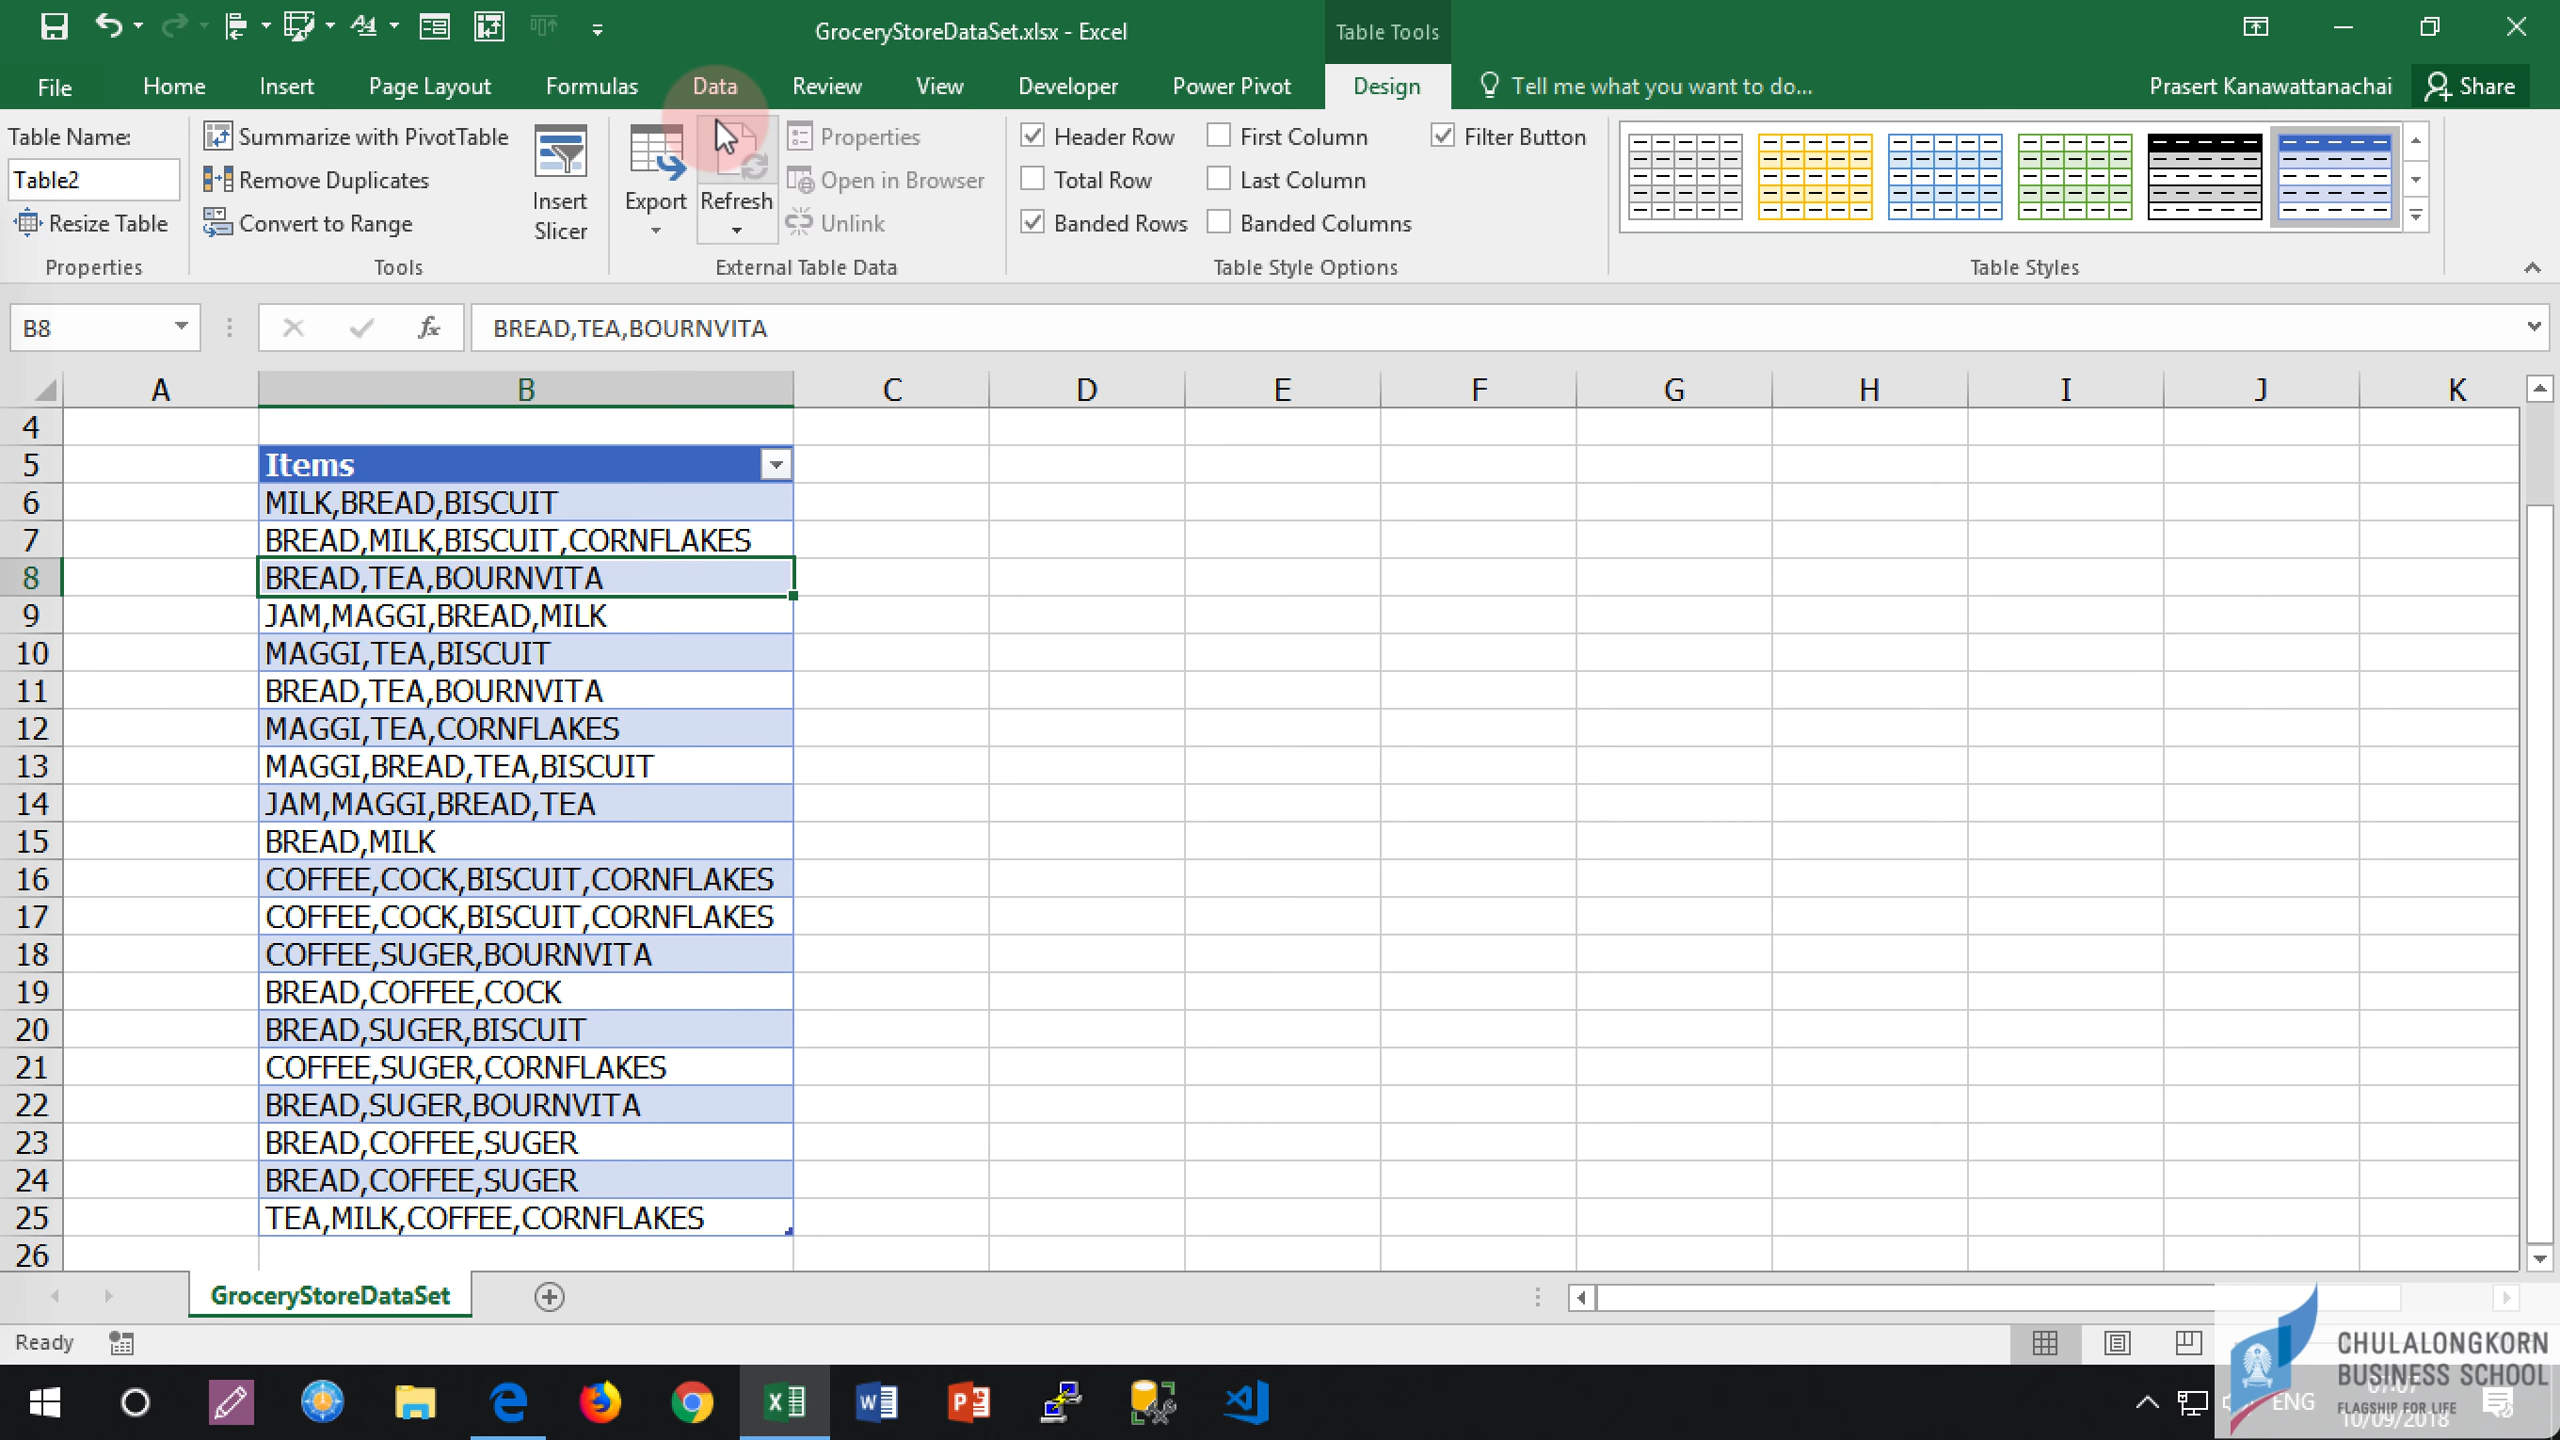 GroceryStoreDataSet.xlsx - Excel
Table Tools
File Home Insert Page Layout Formulas Data Review View Developer Power Pivot Design Tell me what you want to do... Prasert Kanawattanachai Share
Table Name:
Table2
Resize Table
Properties
Summarize with PivotTable
Remove Duplicates
Convert to Range
Tools
Insert
Slicer
Export
Refresh
Properties
Open in Browser
Unlink
External Table Data
Header Row First Column Filter Button
Total Row Last Column
Banded Rows Banded Columns
Table Style Options
Table Styles
B8 fx BREAD,TEA,BOURNVITA
A B C D E F G H I J K
4
5 Items
6 MILK,BREAD,BISCUIT
7 BREAD,MILK,BISCUIT,CORNFLAKES
8 BREAD,TEA,BOURNVITA
9 JAM,MAGGI,BREAD,MILK
10 MAGGI,TEA,BISCUIT
11 BREAD,TEA,BOURNVITA
12 MAGGI,TEA,CORNFLAKES
13 MAGGI,BREAD,TEA,BISCUIT
14 JAM,MAGGI,BREAD,TEA
15 BREAD,MILK
16 COFFEE,COCK,BISCUIT,CORNFLAKES
17 COFFEE,COCK,BISCUIT,CORNFLAKES
18 COFFEE,SUGER,BOURNVITA
19 BREAD,COFFEE,COCK
20 BREAD,SUGER,BISCUIT
21 COFFEE,SUGER,CORNFLAKES
22 BREAD,SUGER,BOURNVITA
23 BREAD,COFFEE,SUGER
24 BREAD,COFFEE,SUGER
25 TEA,MILK,COFFEE,CORNFLAKES
26
GroceryStoreDataSet
Ready
CHULALONGKORN
BUSINESS SCHOOL
FLAGSHIP FOR LIFE
ENG
07:07
10/09/2018